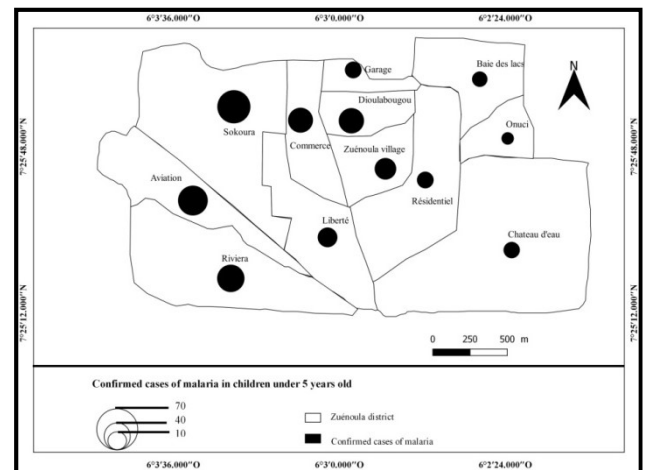 6°3'36.000"O 6°3'0.000"O 6°2'24.000"O
7°25'48.000"N
7°25'12.000"N
Garage
Baie des lacs
N
Dioulabougou
Sokoura
Commerce
Onuci
7°25'48.000"N
Zuénoula village
Aviation
Résidentiel
Liberté
Chateau d'eau
Riviera
7°25'12.000"N
0 250 500 m
Confirmed cases of malaria in children under 5 years old
70
40
10
Zuénoula district
Confirmed cases of malaria
6°3'36.000"O 6°3'0.000"O 6°2'24.000"O